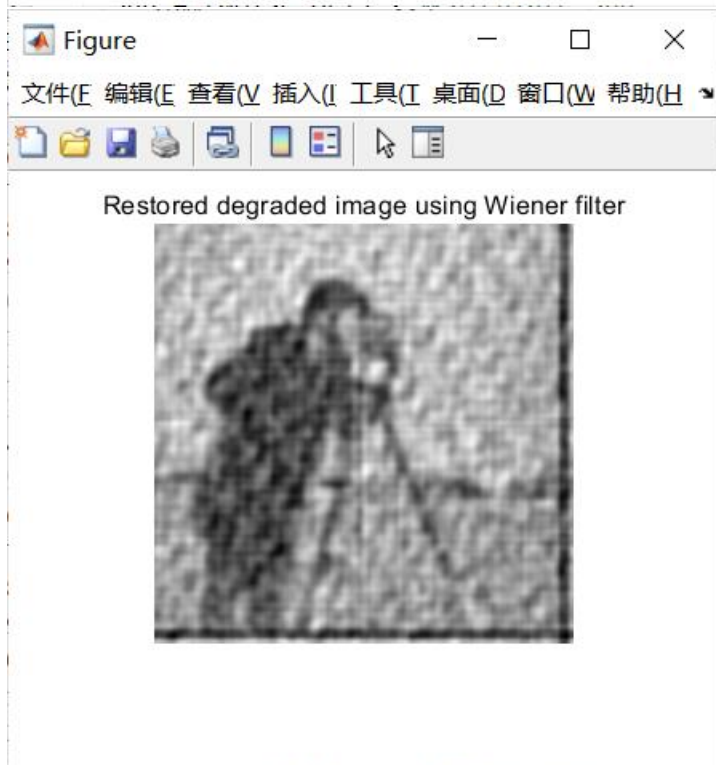 Figure
文件(F 编辑(E 查看(V 插入(I 工具(T 桌面(D 窗口(W 帮助(H
Restored degraded image using Wiener filter